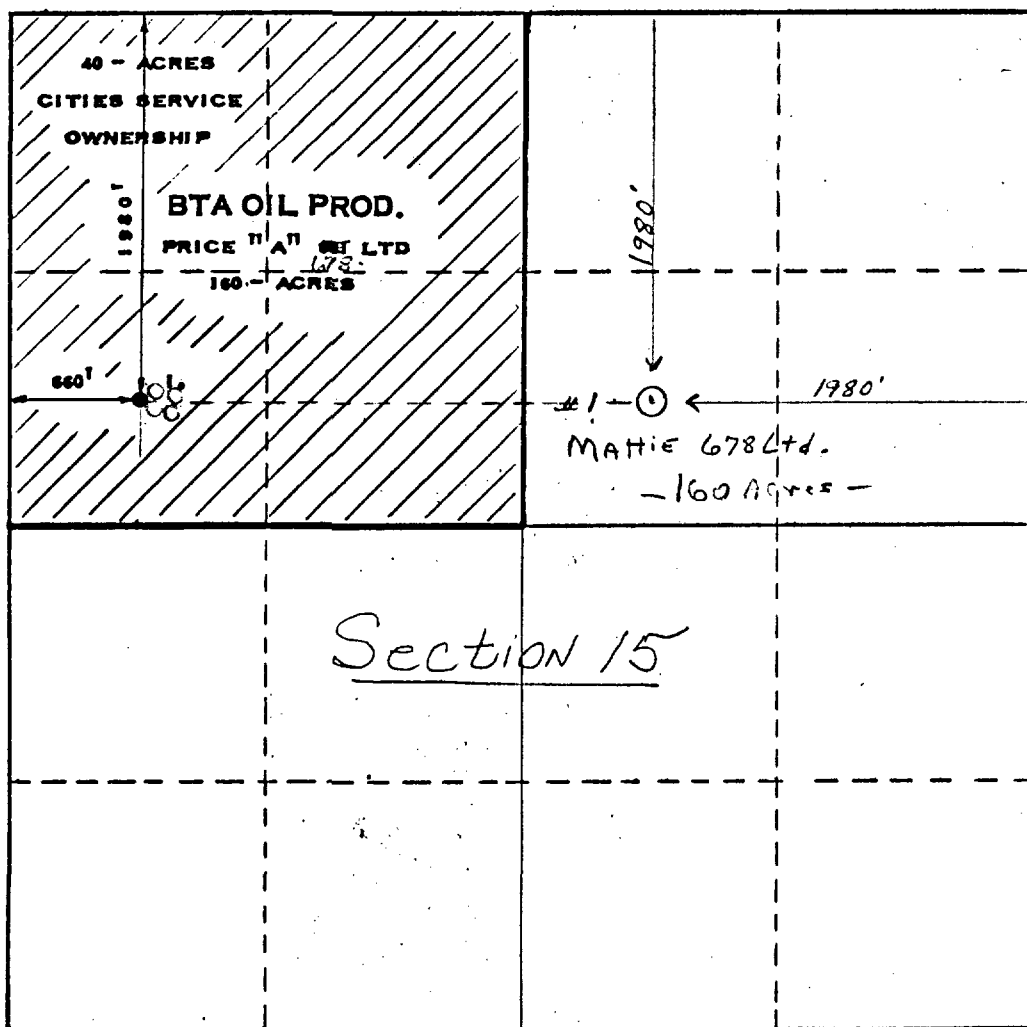 40 - ACRES
CITIES SERVICE
OWNERSHIP
1980'
BTA OIL PROD.
PRICE "A" LTD
678
160 - ACRES
660'
1980'
1980'
#1
MAttiE 678 Ltd.
- 160 Acres -
Section 15